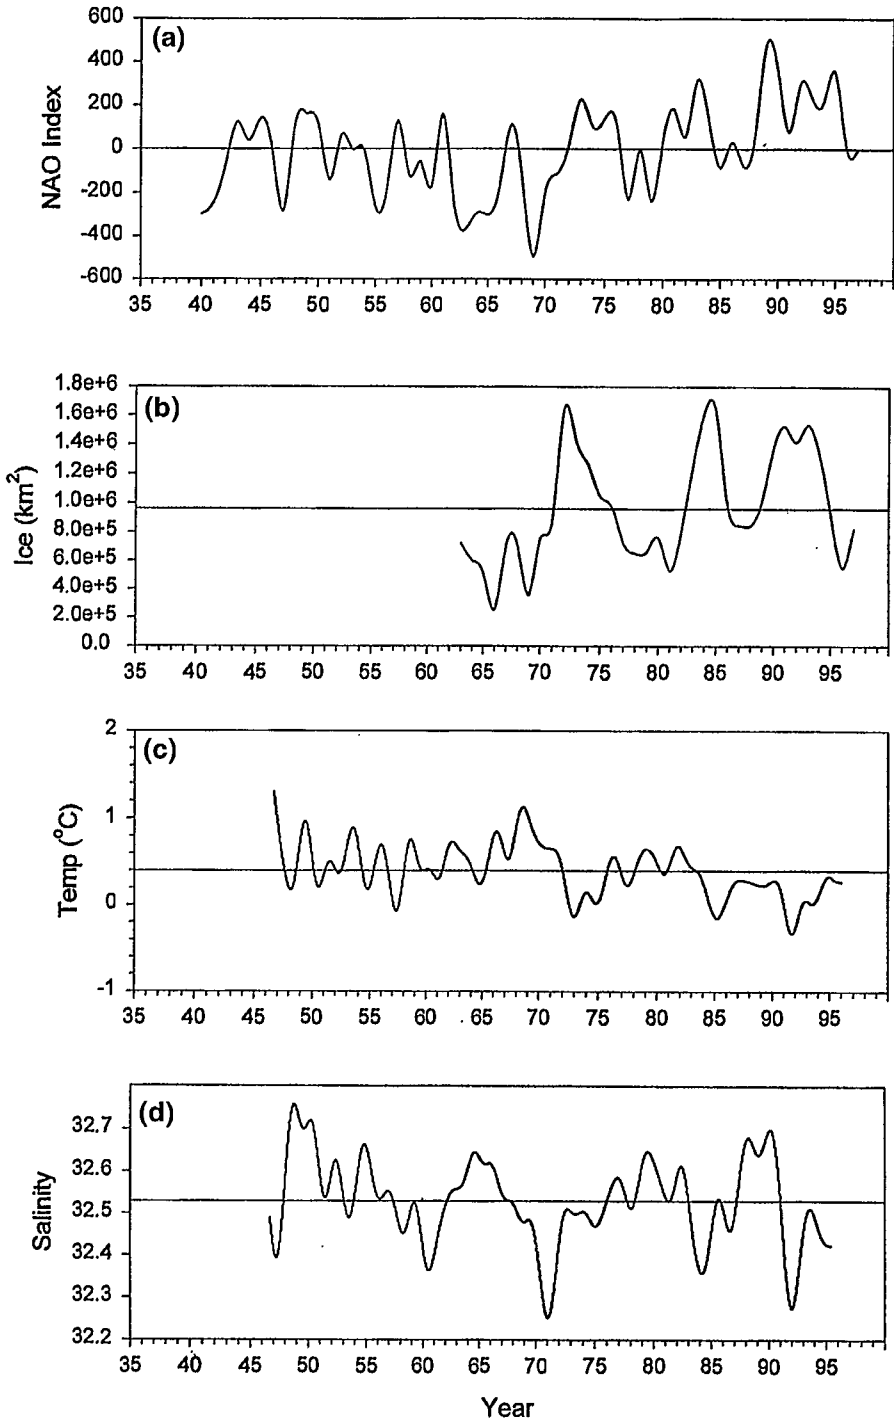 (a)
NAO Index
600
400
200
0
-200
-400
-600
35 40 45 50 51 55 60 65 70 75 80 85 90 95
(b)
Ice (km²)
1.8e+6
1.6e+6
1.4e+6
1.2e+6
1.0e+6
8.0e+5
6.0e+5
4.0e+5
2.0e+5
0.0
35 40 45 50 55 60 65 70 75 80 85 90 95
(c)
Temp (°C)
2
1
0
-1
35 40 45 50 55 60 65 70 75 80 85 90 95
(d)
Salinity
32.7
32.6
32.5
32.4
32.3
32.2
35 40 45 50 55 60 65 70 75 80 85 90 95
Year